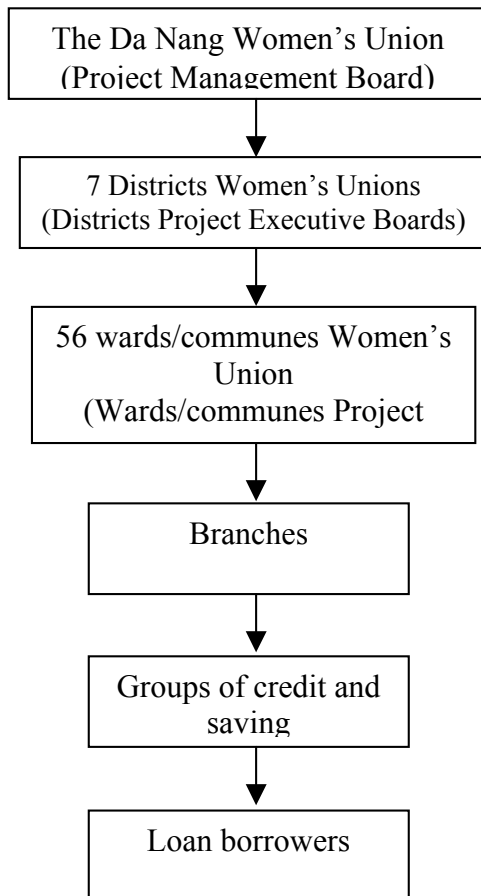 The Da Nang Women’s Union
(Project Management Board)
7 Districts Women’s Unions
(Districts Project Executive Boards)
56 wards/communes Women’s
Union
(Wards/communes Project
Branches
Groups of credit and
saving
Loan borrowers